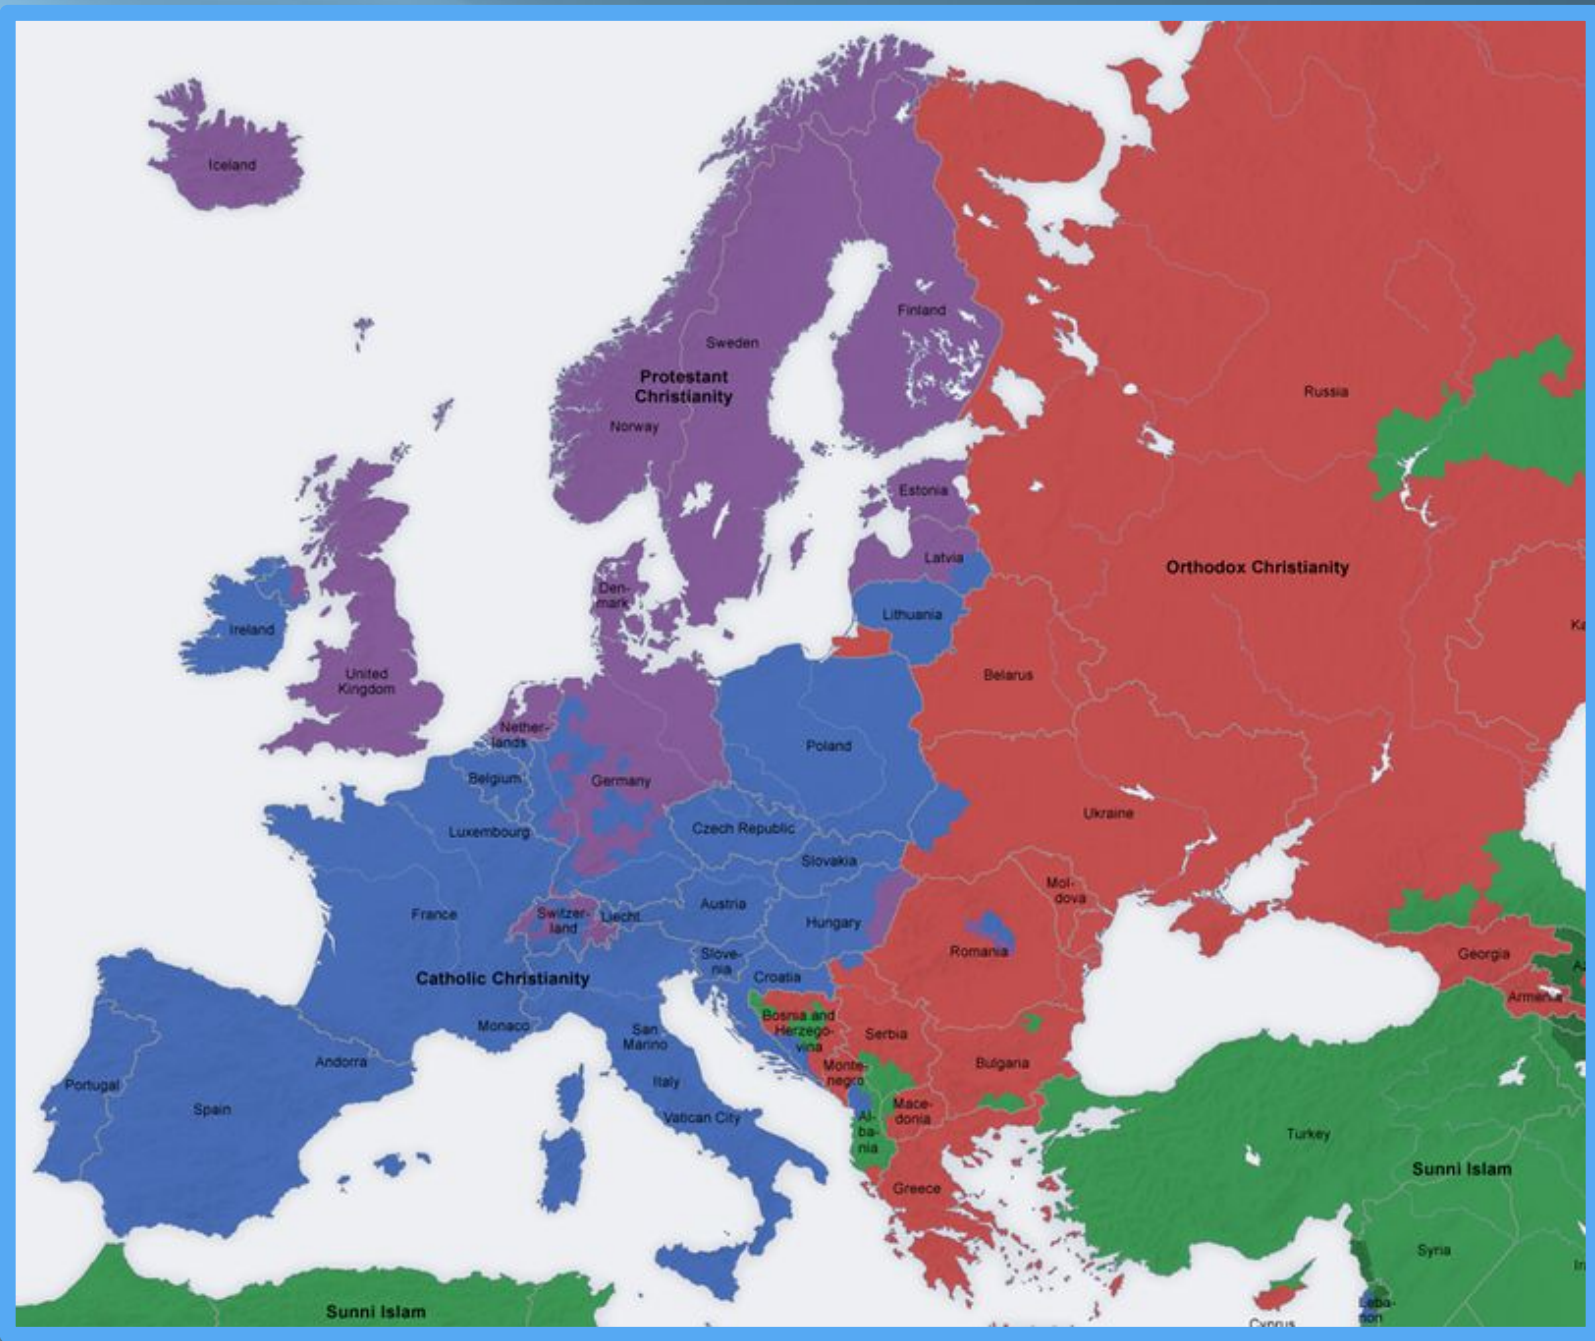 Iceland
Finland
Sweden
Protestant
Christianity
Norway
Russia
Estonia
Latvia
Orthodox Christianity
Den-
mark
Lithuania
Ireland
United
Kingdom
Belarus
Nether-
lands
Poland
Belgium
Germany
Ukraine
Luxembourg
Czech Republic
Slovakia
Mol-
dova
Austria
France
Switzer-
land
Liecht.
Hungary
Romania
Georgia
Slove-
nia
Croatia
Catholic Christianity
Armenia
Bosnia and
Herzego-
vina
Monaco
San
Marino
Serbia
Andorra
Bulgaria
Monte-
negro
Portugal
Spain
Italy
Vatican City
Mace-
donia
Al-
ba-
nia
Turkey
Sunni Islam
Greece
Syria
Leba-
non
Sunni Islam
Cyprus